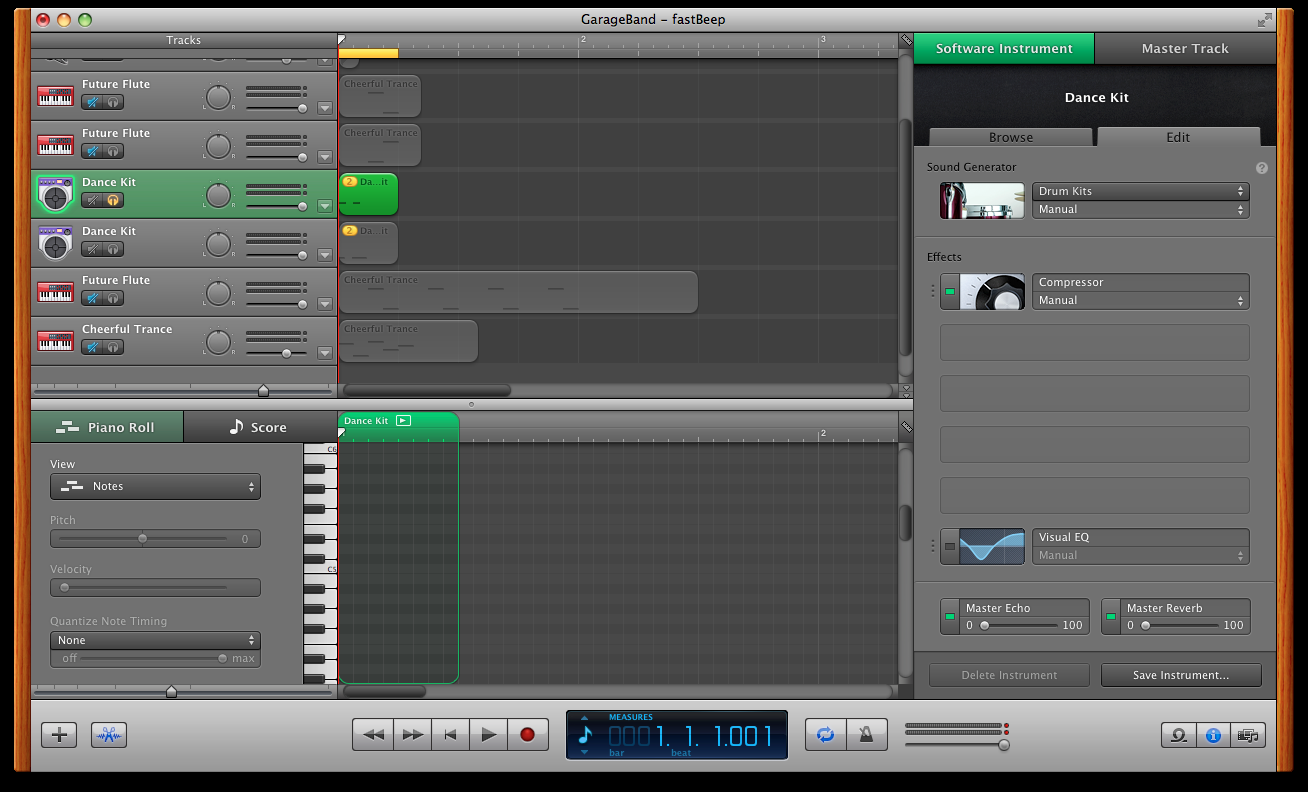 GarageBand – fastBeep
Tracks
2
3
Future Flute
L R
Cheerful Trance
Future Flute
L R
Cheerful Trance
Dance Kit
L R
2 Da...it
Dance Kit
L R
2 Da...it
Future Flute
L R
Cheerful Trance
Cheerful Trance
L R
Cheerful Trance
Software Instrument
Master Track
Dance Kit
Browse
Edit
Sound Generator
?
Drum Kits
Manual
Effects
Compressor
Manual
Visual EQ
Manual
Master Echo
0 100
Master Reverb
0 100
Delete Instrument
Save Instrument...
Piano Roll
Score
Dance Kit
2
View
Notes
Pitch
0
Velocity
Quantize Note Timing
None
off max
C6
C5
MEASURES
0001. 1. 1.001
bar beat